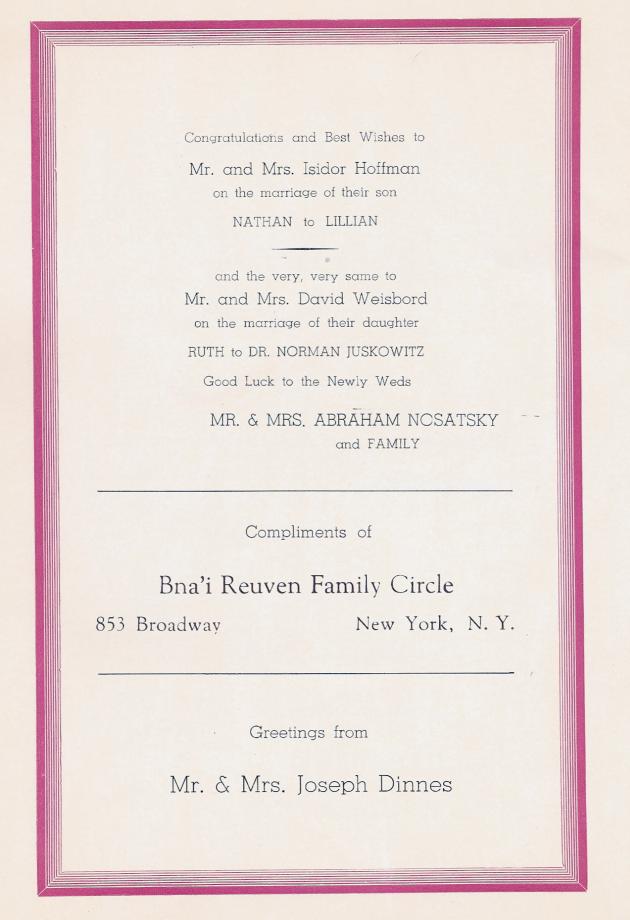 Congratulations and Best Wishes to
Mr. and Mrs. Isidor Hoffman
on the marriage of their son
NATHAN to LILLIAN
and the very, very same to
Mr. and Mrs. David Weisbord
on the marriage of their daughter
RUTH to DR. NORMAN JUSKOWITZ
Good Luck to the Newly Weds
MR. & MRS. ABRAHAM NOSATSKY
and FAMILY
Compliments of
Bna'i Reuven Family Circle
853 Broadway New York, N. Y.
Greetings from
Mr. & Mrs. Joseph Dinnes